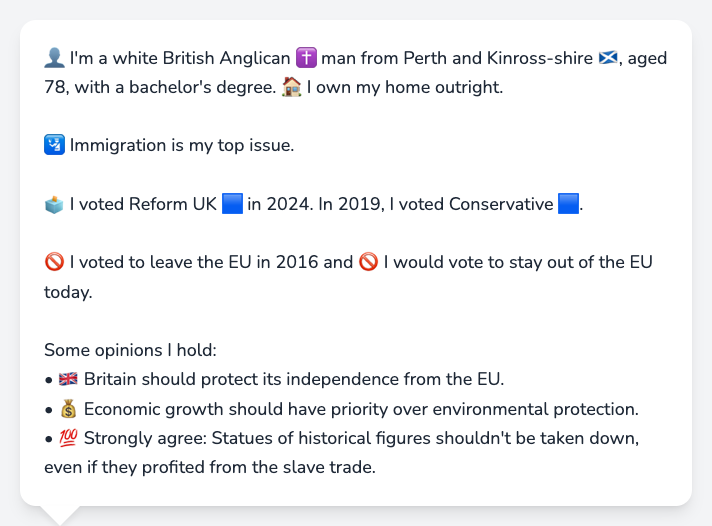 👤 I'm a white British Anglican ✝️ man from Perth and Kinross-shire 🏴󠁧󠁢󠁳󠁣󠁴󠁿, aged
78, with a bachelor's degree. 🏠 I own my home outright.
🛂 Immigration is my top issue.
🗳️ I voted Reform UK 🟦 in 2024. In 2019, I voted Conservative 🟦.
🚫 I voted to leave the EU in 2016 and 🚫 I would vote to stay out of the EU
today.
Some opinions I hold:
• 🇬🇧 Britain should protect its independence from the EU.
• 💰 Economic growth should have priority over environmental protection.
• 💯 Strongly agree: Statues of historical figures shouldn't be taken down,
even if they profited from the slave trade.